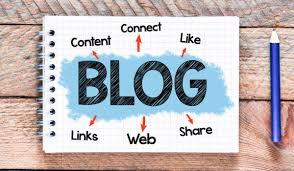 Connect
Content Like
BLOG
Links Share
Web